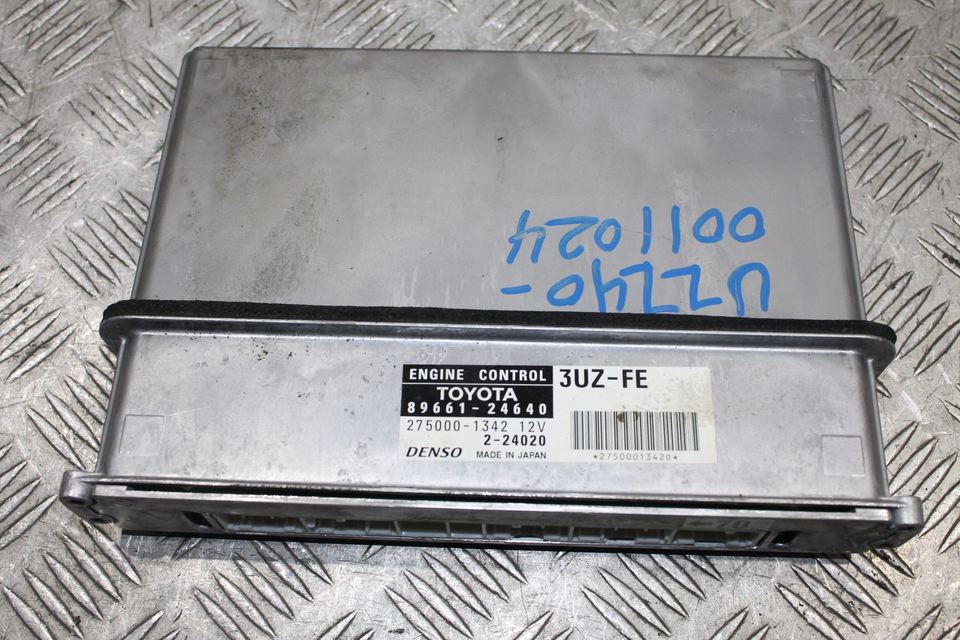 UZZ40-
0011024
ENGINE CONTROL 3UZ-FE
TOYOTA
89661-24640
275000-1342 12V
2-24020
DENSO MADE IN JAPAN
*27500013420*